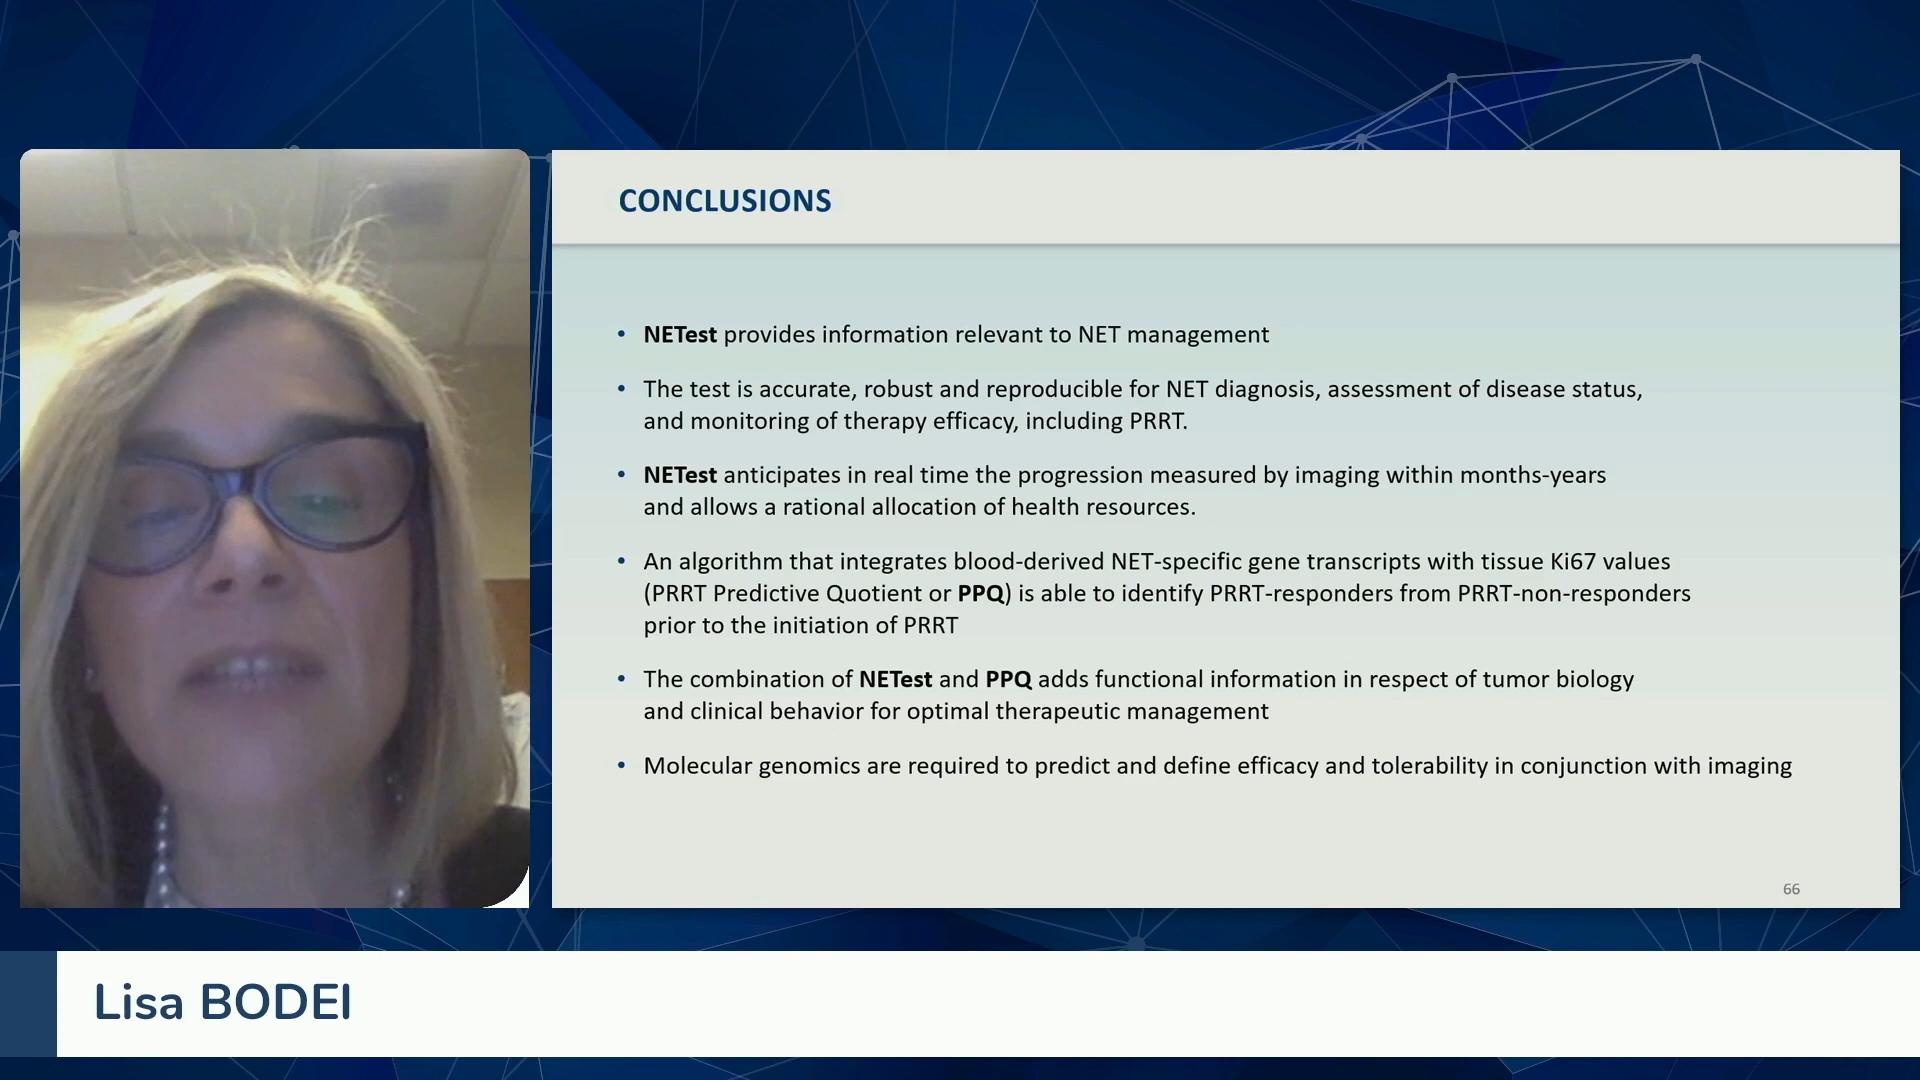 CONCLUSIONS
• NETest provides information relevant to NET management
• The test is accurate, robust and reproducible for NET diagnosis, assessment of disease status,
and monitoring of therapy efficacy, including PRRT.
• NETest anticipates in real time the progression measured by imaging within months-years
and allows a rational allocation of health resources.
• An algorithm that integrates blood-derived NET-specific gene transcripts with tissue Ki67 values
(PRRT Predictive Quotient or PPQ) is able to identify PRRT-responders from PRRT-non-responders
prior to the initiation of PRRT
• The combination of NETest and PPQ adds functional information in respect of tumor biology
and clinical behavior for optimal therapeutic management
• Molecular genomics are required to predict and define efficacy and tolerability in conjunction with imaging
66
Lisa BODEI